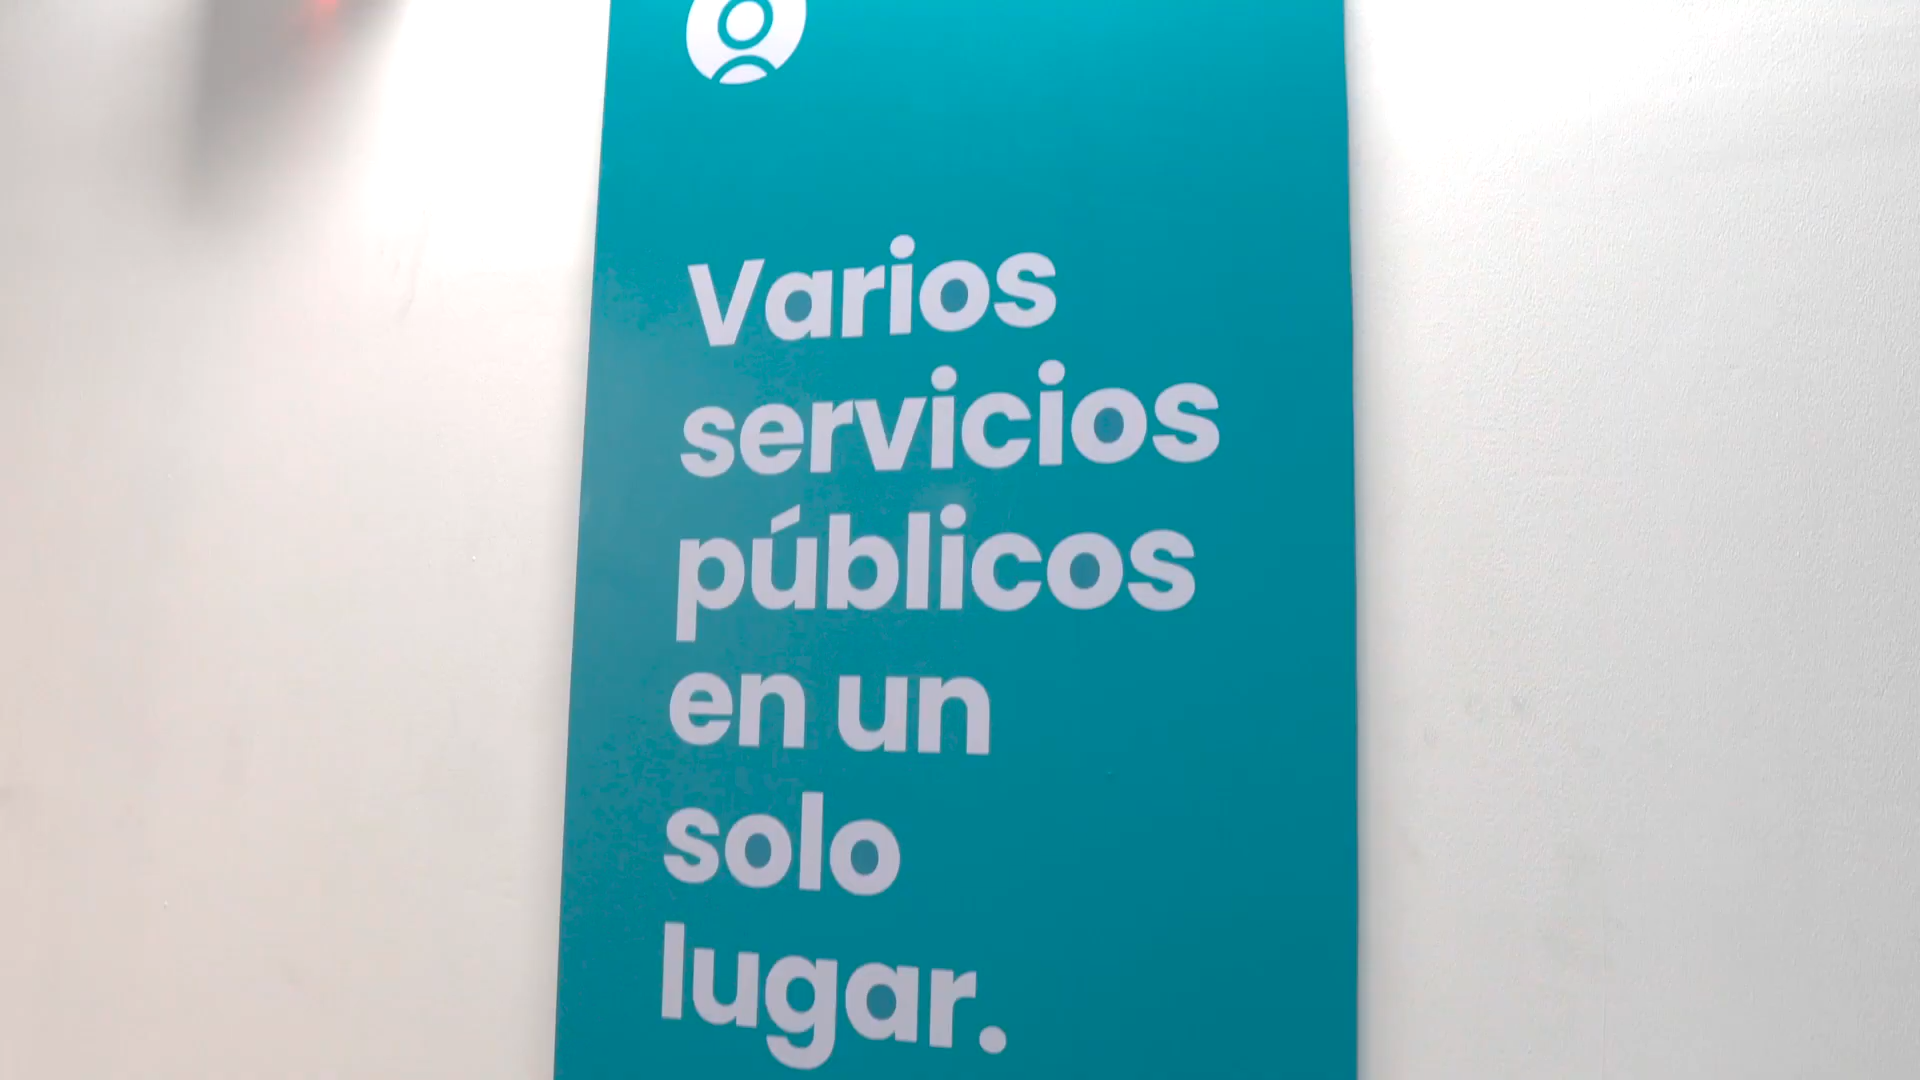 Varios
servicios
públicos
en un
solo
lugar.